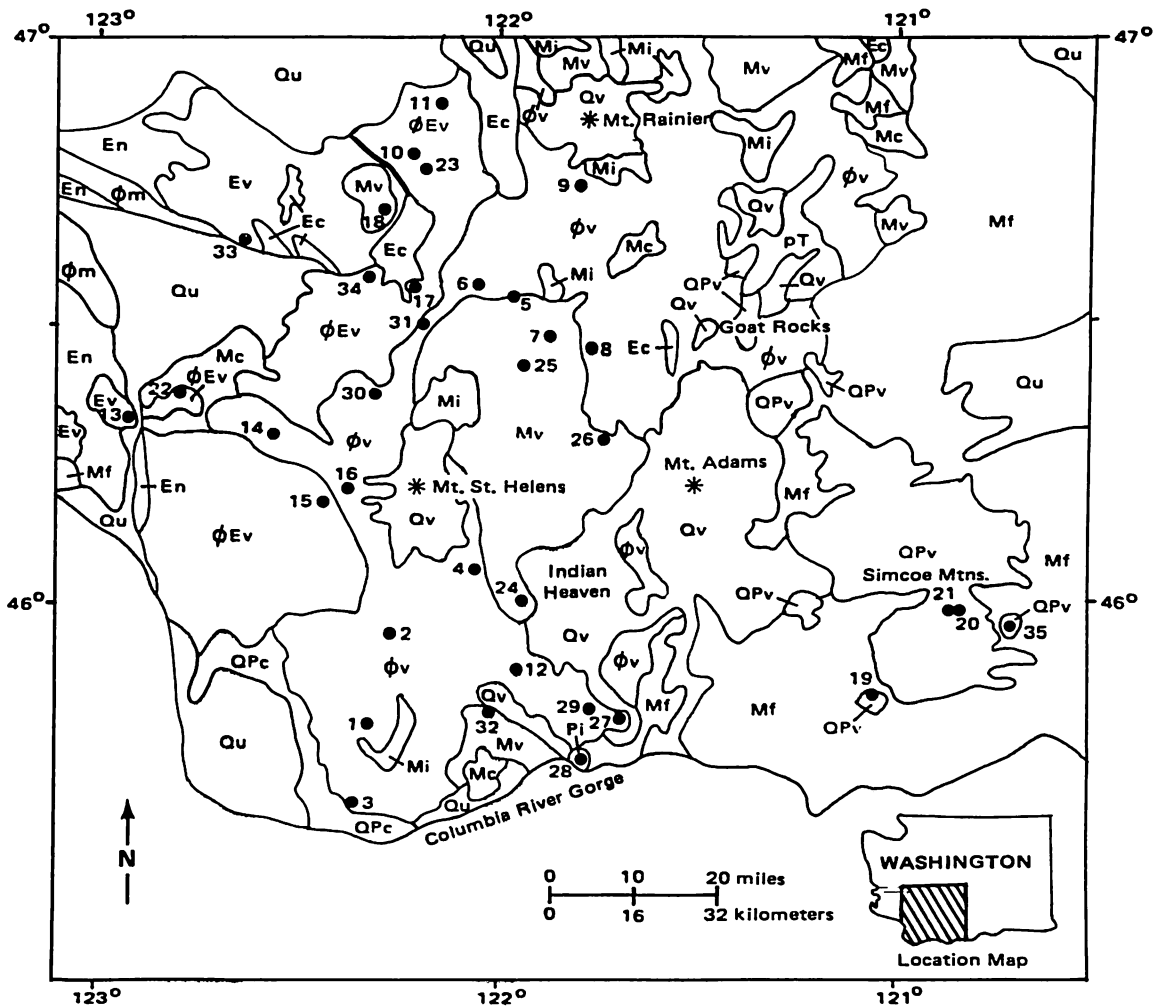 123° 122° 121°
47° 47°
Qu Mi Mi Ec Qu
Qu Mv Mv Mf Mv
Qv
11 øEv Ec øv Mt. Rainier Mf
En 10 23 Mi Mc
Mi
En øm Ev Mv 9 øv
18 Qv Mv Mf
Ec øv Mc pT
33 Ec
øm Qu 34 17 6 5 Mi QPv Qv
Qv
øEv 31 7 8 Ec Goat Rocks
En Mc 25 øv
22 øEv QPv Qu
Ev 13 30 Mi QPv
Ev 14 øv Mv 26
Mf En 16 Mt. St. Helens Mt. Adams Mf
Qu 15 Qv Qv
øEv øv QPv Mf
4 Indian Heaven Simcoe Mtns.
46° 24 QPv 21 46°
20 QPv
2 Qv 35
QPc øv 12 øv
Qv 29 27 Mf 19
Qu 1 32 Pi Mf QPv
Mi Mv
Mc 28
3 Qu
QPc Columbia River Gorge
N
0 10 20 miles
0 16 32 kilometers
WASHINGTON
Location Map
123° 122° 121°